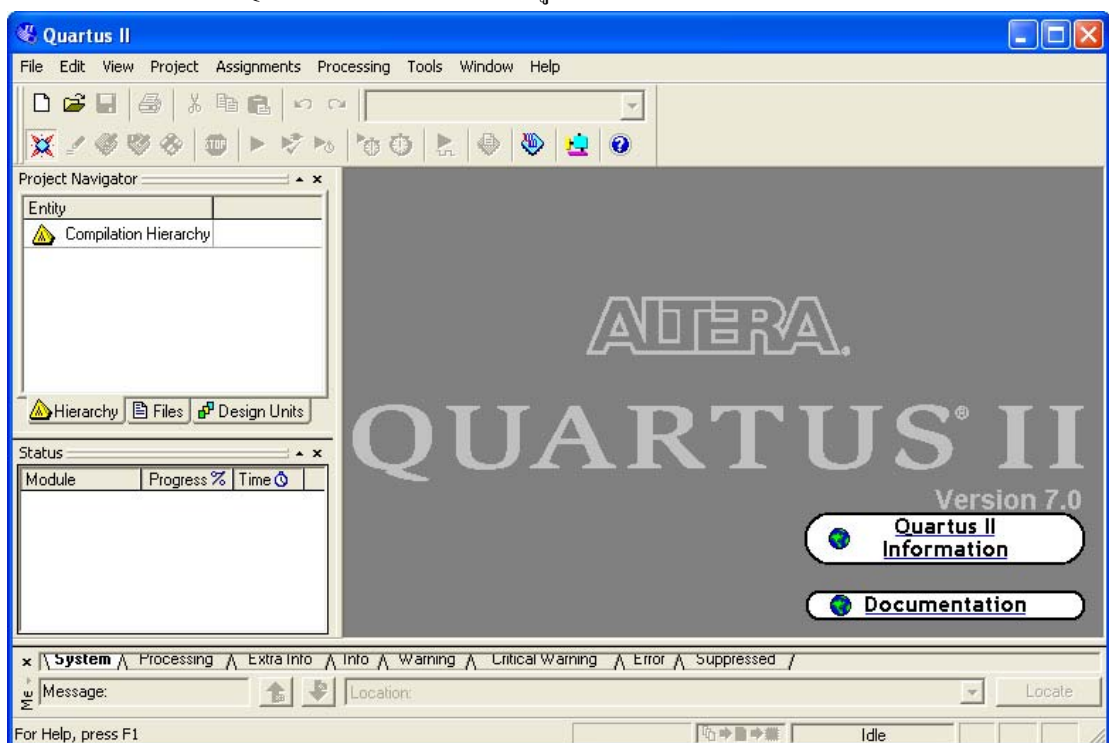 Quartus II
File Edit View Project Assignments Processing Tools Window Help
STOP
Project Navigator
Entity
Compilation Hierarchy
Hierarchy Files Design Units
Status
Module Progress % Time
ALTERA®
QUARTUS® II
Version 7.0
Quartus II
Information
Documentation
System Processing Extra Info Info Warning Critical Warning Error Suppressed
Message: Location: Locate
For Help, press F1 Idle